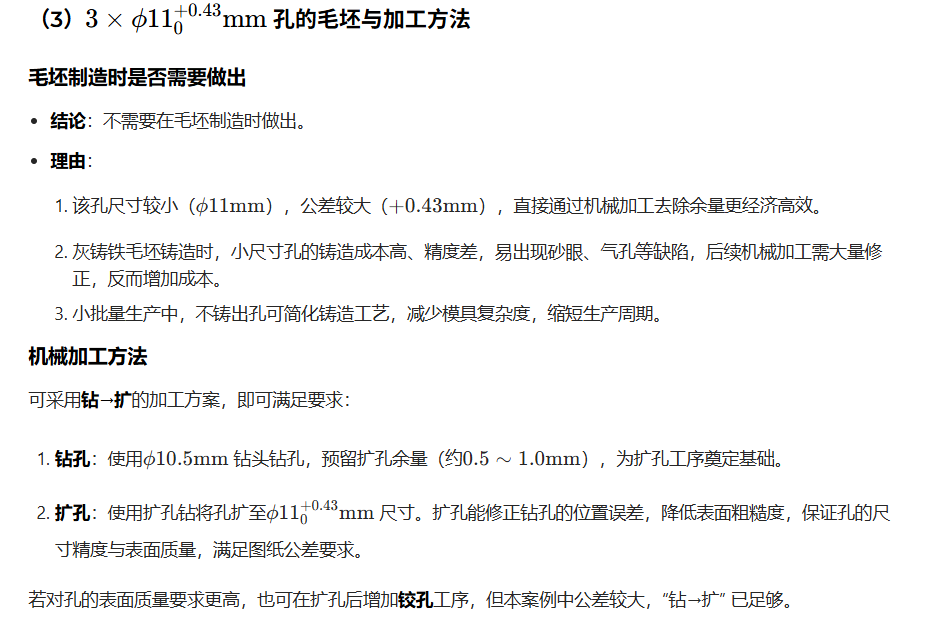 （3）3 × ϕ11₀⁺⁰·⁴³mm 孔的毛坯与加工方法
毛坯制造时是否需要做出
• 结论：不需要在毛坯制造时做出。
• 理由：
1. 该孔尺寸较小（ϕ11mm），公差较大（+0.43mm），直接通过机械加工去除余量更经济高效。
2. 灰铸铁毛坯铸造时，小尺寸孔的铸造成本高、精度差，易出现砂眼、气孔等缺陷，后续机械加工需大量修
正，反而增加成本。
3. 小批量生产中，不铸出孔可简化铸造工艺，减少模具复杂度，缩短生产周期。
机械加工方法
可采用钻→扩的加工方案，即可满足要求：
1. 钻孔：使用ϕ10.5mm 钻头钻孔，预留扩孔余量（约0.5 ~ 1.0mm），为扩孔工序奠定基础。
2. 扩孔：使用扩孔钻将孔扩至ϕ11₀⁺⁰·⁴³mm 尺寸。扩孔能修正钻孔的位置误差，降低表面粗糙度，保证孔的尺
寸精度与表面质量，满足图纸公差要求。
若对孔的表面质量要求更高，也可在扩孔后增加铰孔工序，但本案例中公差较大，“钻→扩” 已足够。